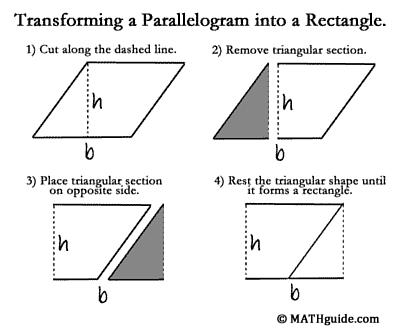 Transforming a Parallelogram into a Rectangle.
1) Cut along the dashed line.
2) Remove triangular section.
h
b
h
b
3) Place triangular section
on opposite side.
4) Rest the triangular shape until
it forms a rectangle.
h
b
h
b
© MATHguide.com